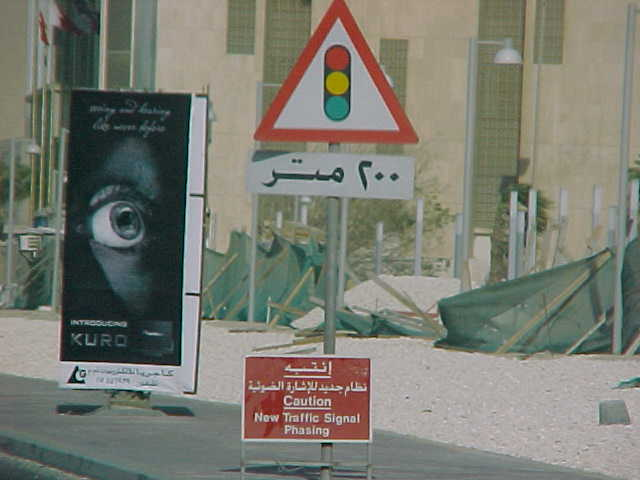 seeing and hearing
like never before
INTRODUCING
KURO
٢٠٠ متر
إنتبه
نظام جديد للإشارة الضوئية
Caution
New Traffic Signal
Phasing